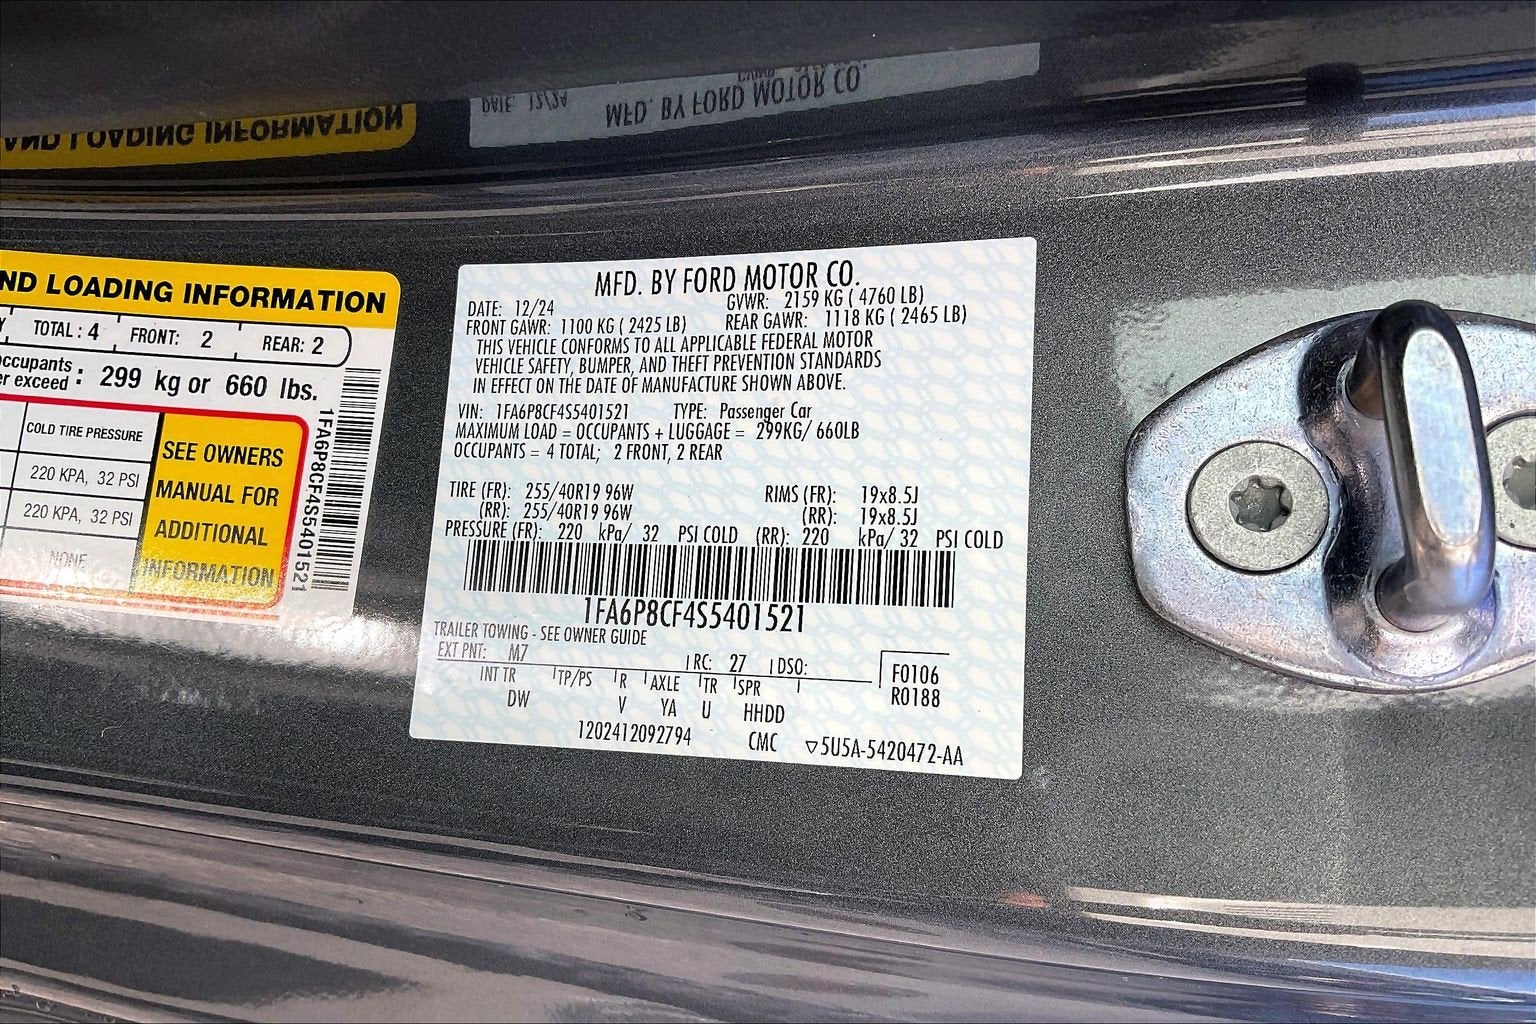 MFD. BY FORD MOTOR CO.
DATE 12/24
AND LOADING INFORMATION
ND LOADING INFORMATION
TOTAL : 4 FRONT: 2 REAR: 2
occupants
er exceed : 299 kg or 660 lbs.
COLD TIRE PRESSURE
220 KPA, 32 PSI
220 KPA, 32 PSI
NONE
SEE OWNERS
MANUAL FOR
ADDITIONAL
INFORMATION
1FA6P8CF4S5401521
MFD. BY FORD MOTOR CO.
DATE: 12/24 GVWR: 2159 KG ( 4760 LB)
FRONT GAWR: 1100 KG ( 2425 LB) REAR GAWR: 1118 KG ( 2465 LB)
THIS VEHICLE CONFORMS TO ALL APPLICABLE FEDERAL MOTOR
VEHICLE SAFETY, BUMPER, AND THEFT PREVENTION STANDARDS
IN EFFECT ON THE DATE OF MANUFACTURE SHOWN ABOVE.
VIN: 1FA6P8CF4S5401521 TYPE: Passenger Car
MAXIMUM LOAD = OCCUPANTS + LUGGAGE = 299KG/ 660LB
OCCUPANTS = 4 TOTAL; 2 FRONT, 2 REAR
TIRE (FR): 255/40R19 96W RIMS (FR): 19x8.5J
(RR): 255/40R19 96W (RR): 19x8.5J
PRESSURE (FR): 220 kPa/ 32 PSI COLD (RR): 220 kPa/ 32 PSI COLD
1FA6P8CF4S5401521
TRAILER TOWING - SEE OWNER GUIDE
EXT PNT: M7 RC: 27 DSO:
INT TR TP/PS R AXLE TR SPR
DW V YA U HHDD
F0106
R0188
1202412092794 CMC ▽5U5A-5420472-AA